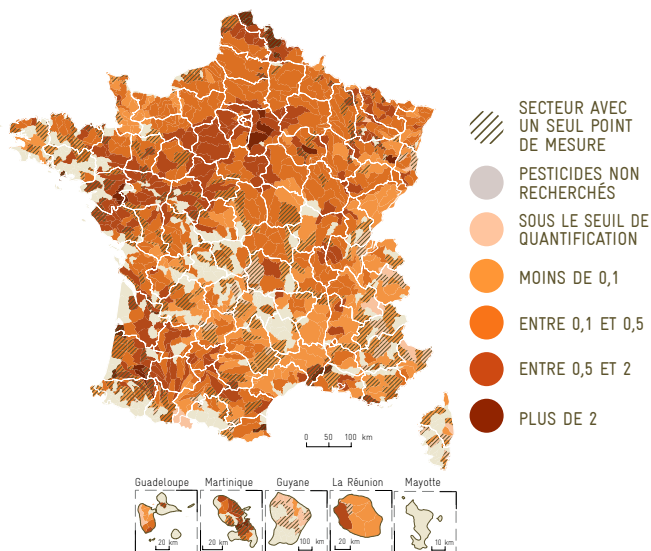 SECTEUR AVEC
UN SEUL POINT
DE MESURE
PESTICIDES NON
RECHERCHÉS
SOUS LE SEUIL DE
QUANTIFICATION
MOINS DE 0,1
ENTRE 0,1 ET 0,5
ENTRE 0,5 ET 2
PLUS DE 2
0 50 100 km
Guadeloupe Martinique Guyane La Réunion Mayotte
20 km 20 km 100 km 20 km 10 km